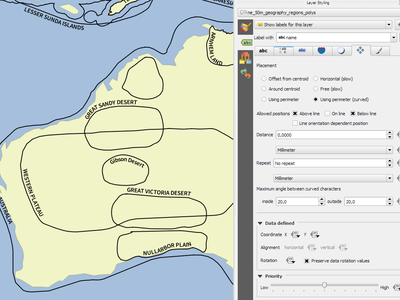 Layer Styling
ne_50m_geography_regions_polys
Show labels for this layer
Label with abc name
Placement
Offset from centroid Horizontal (slow)
Around centroid Free (slow)
Using perimeter Using perimeter (curved)
Allowed positions Above line On line Below line
Line orientation dependent position
Distance 0,0000
Millimeter
Repeat No repeat
Millimeter
Maximum angle between curved characters
inside 20,0 outside 20,0
Data defined
Coordinate X Y
Alignment horizontal vertical
Rotation Preserve data rotation values
Priority
Low High
LESSER SUNDA ISLANDS
ARNHEM LAND
GREAT SANDY DESERT
Gibson Desert
WESTERN PLATEAU
GREAT VICTORIA DESERT
AUSTRALIA
NULLARBOR PLAIN